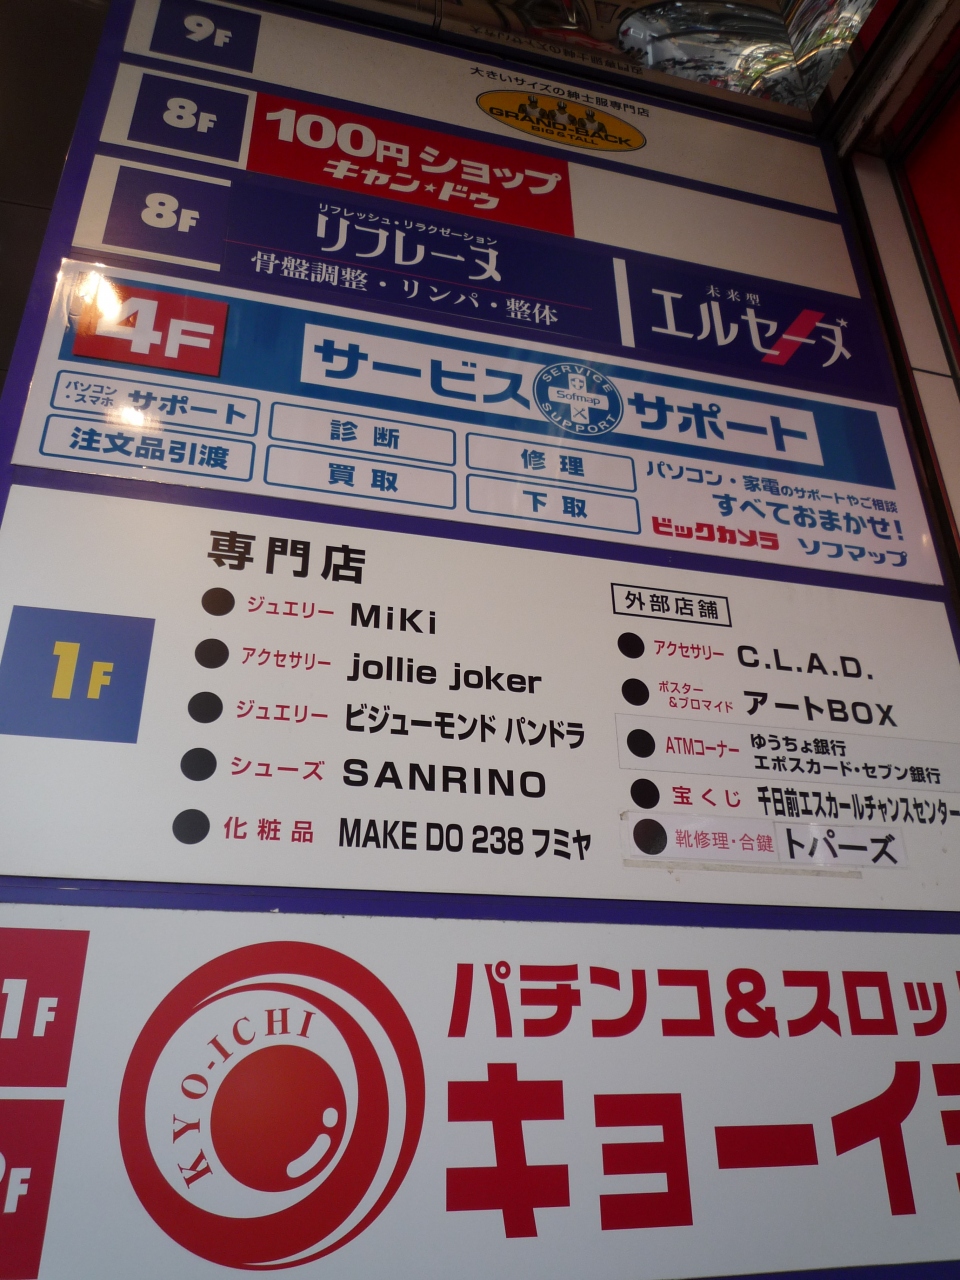 9F
大きいサイズの紳士服専門店
GRAND-BACK
BIG & TALL
8F
100円ショップ
キャン★ドゥ
8F
リフレッシュ・リラクゼーション
リフレーヌ
骨盤調整・リンパ・整体
未来型
エルセーヌ
4F
サービス
SERVICE
Sofmap
SUPPORT
サポート
パソコン
・スマホ
サポート
診断
修理
注文品引渡
買取
下取
パソコン・家電のサポートやご相談
すべておまかせ!
ビックカメラ ソフマップ
1F
専門店
● ジュエリー MiKi
● アクセサリー jollie joker
● ジュエリー ビジューモンド パンドラ
● シューズ SANRINO
● 化粧品 MAKE DO 238 フミヤ
外部店舗
● アクセサリー C.L.A.D.
● ポスター
&ブロマイド アートBOX
● ATMコーナー ゆうちょ銀行
エポスカード・セブン銀行
● 宝くじ 千日前エスカールチャンスセンター
● 靴修理・合鍵 トパーズ
1F
KYO-ICHI
パチンコ&スロッ
キョーイ